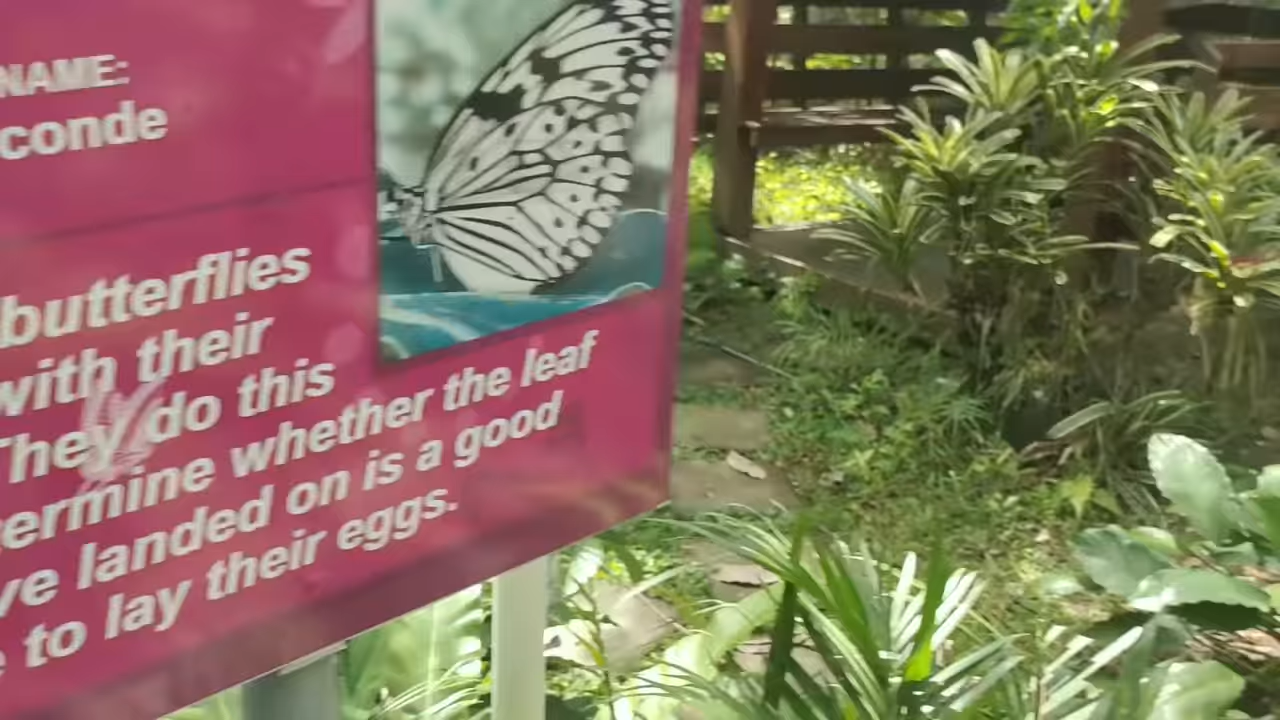 NAME:
conde
butterflies
with their
They do this
ermine whether the leaf
ve landed on is a good
to lay their eggs.